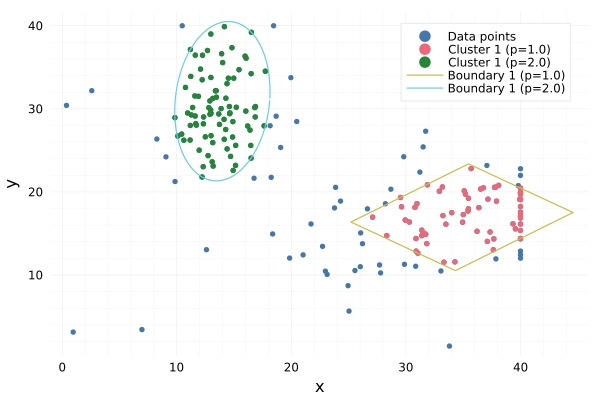 Data points
Cluster 1 (p=1.0)
Cluster 1 (p=2.0)
Boundary 1 (p=1.0)
Boundary 1 (p=2.0)
40
30
20
10
y
0 10 20 30 40
x